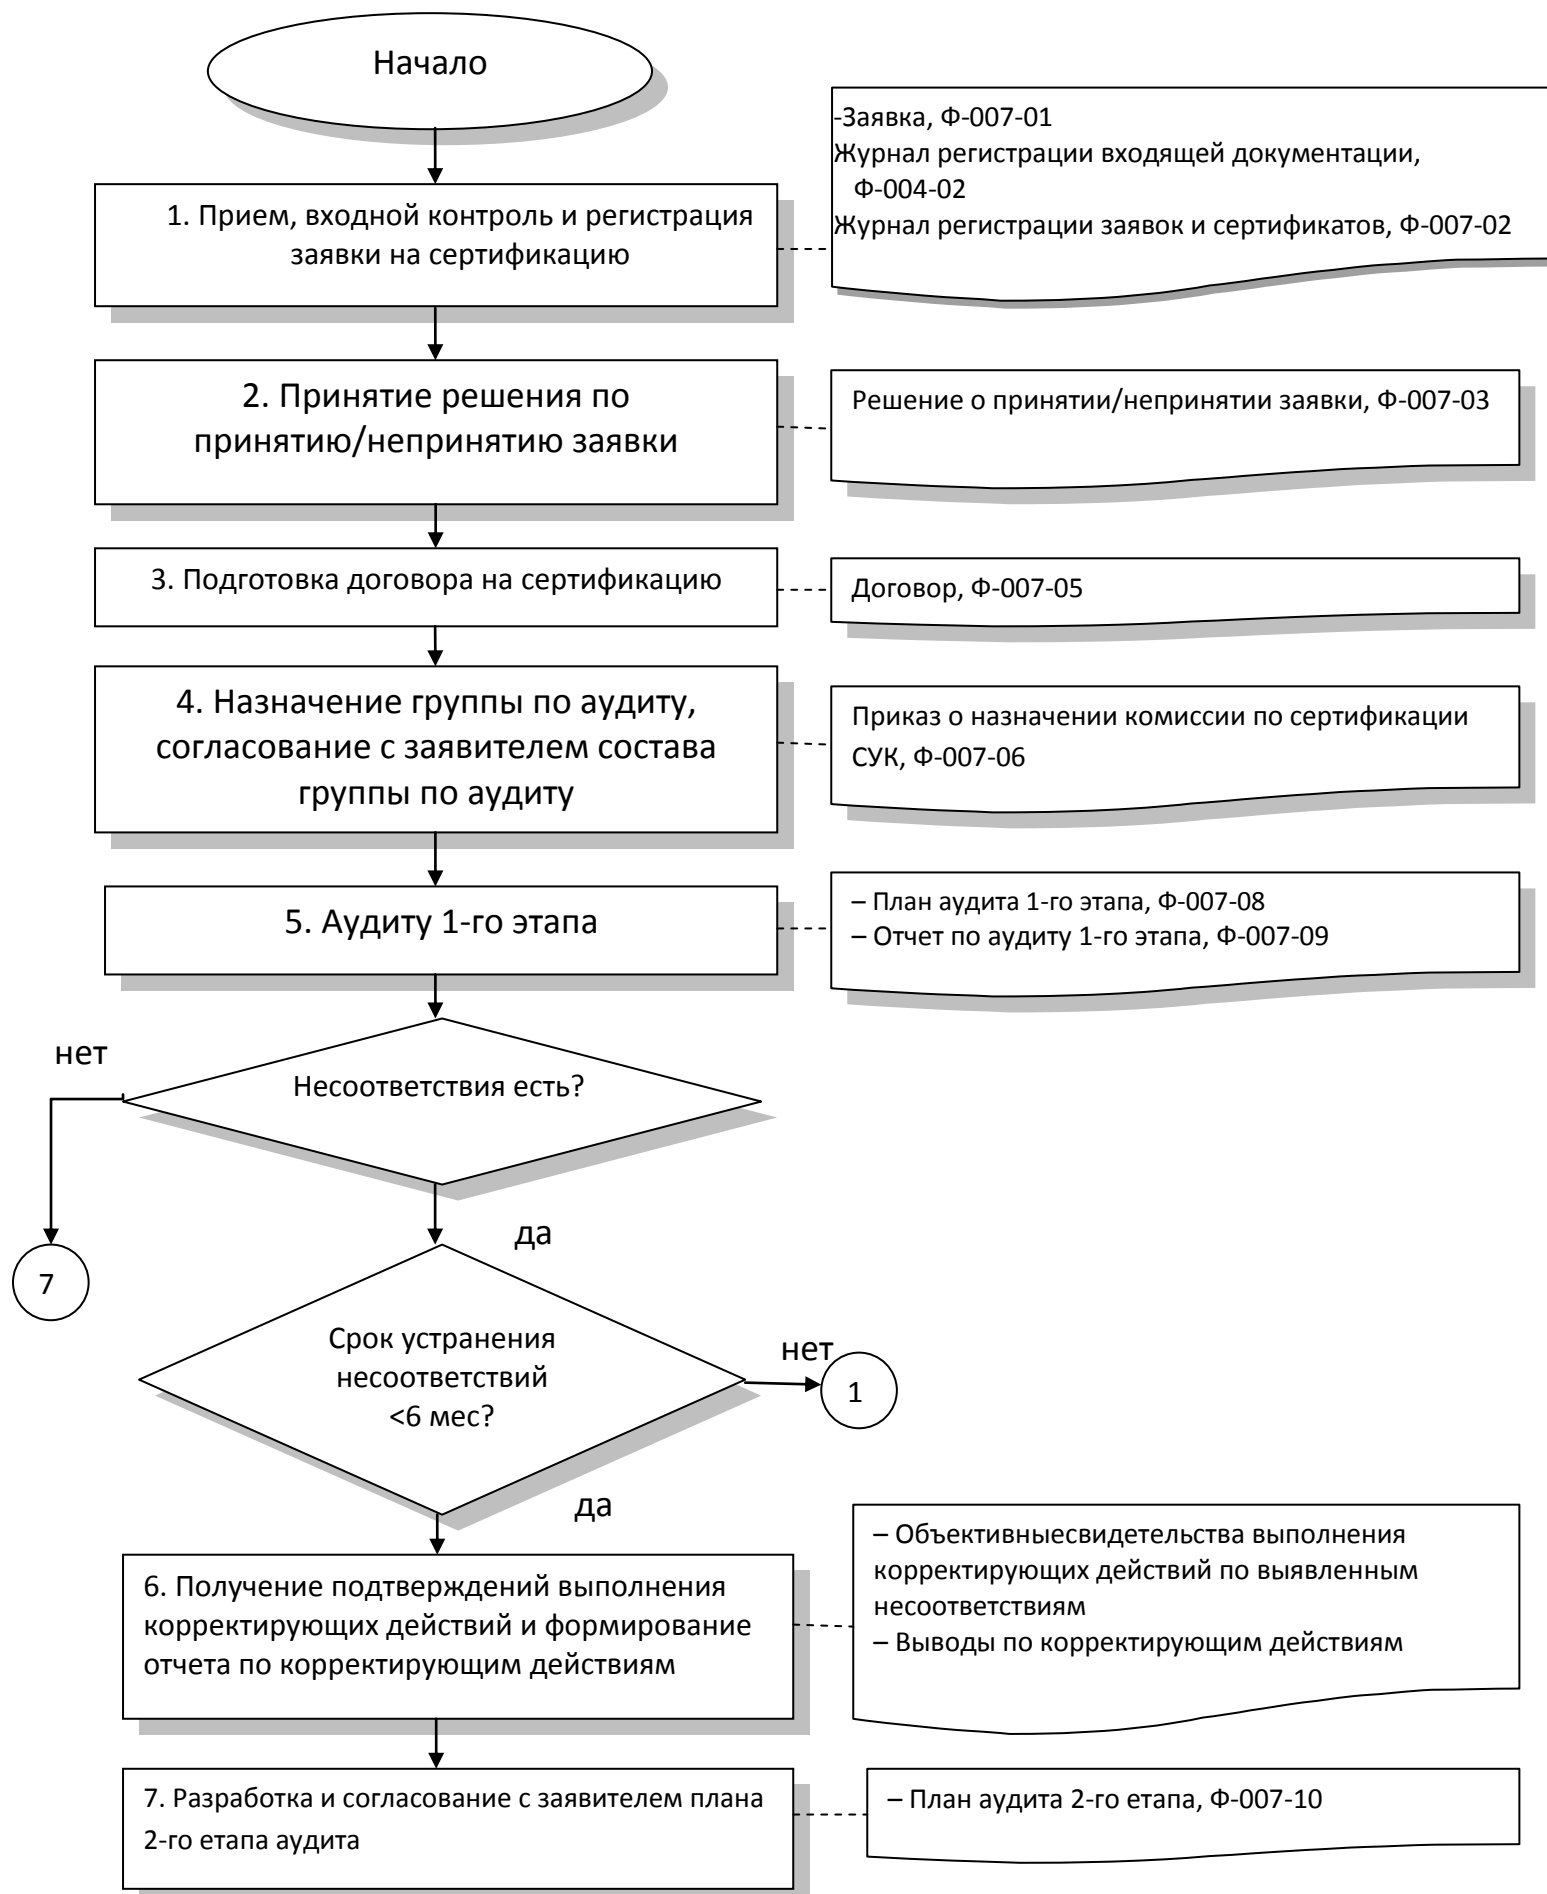 Начало
-Заявка, Ф-007-01
Журнал регистрации входящей документации,
Ф-004-02
Журнал регистрации заявок и сертификатов, Ф-007-02
1. Прием, входной контроль и регистрация
заявки на сертификацию
2. Принятие решения по
принятию/непринятию заявки
Решение о принятии/непринятии заявки, Ф-007-03
3. Подготовка договора на сертификацию
Договор, Ф-007-05
4. Назначение группы по аудиту,
согласование с заявителем состава
группы по аудиту
Приказ о назначении комиссии по сертификации
СУК, Ф-007-06
5. Аудиту 1-го этапа
– План аудита 1-го этапа, Ф-007-08
– Отчет по аудиту 1-го этапа, Ф-007-09
нет
Несоответствия есть?
да
7
Срок устранения
несоответствий
<6 мес?
нет
1
да
6. Получение подтверждений выполнения
корректирующих действий и формирование
отчета по корректирующим действиям
– Объективныесвидетельства выполнения
корректирующих действий по выявленным
несоответствиям
– Выводы по корректирующим действиям
7. Разработка и согласование с заявителем плана
2-го етапа аудита
– План аудита 2-го етапа, Ф-007-10